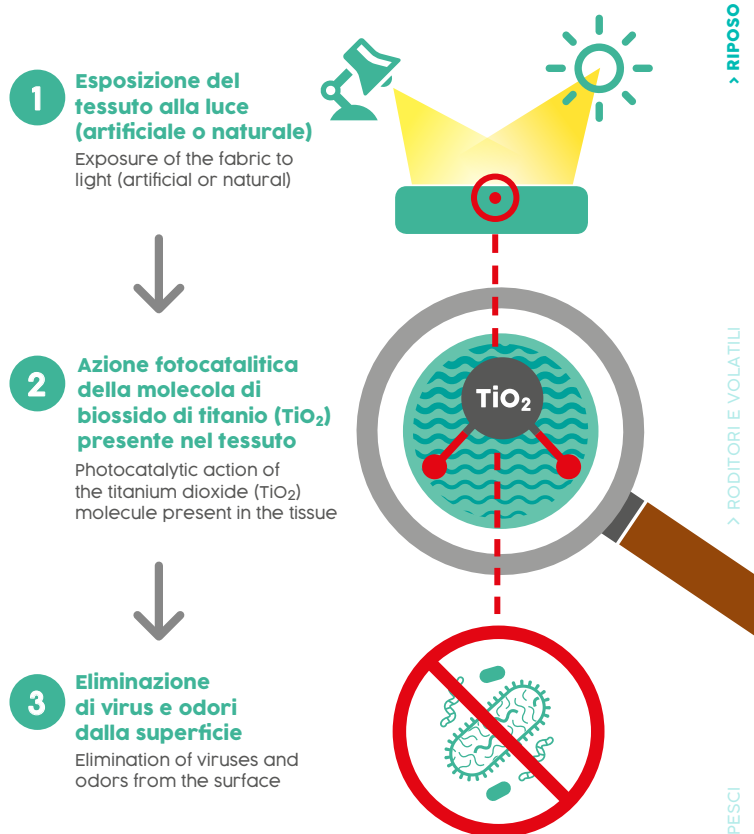 1
Esposizione del
tessuto alla luce
(artificiale o naturale)
Exposure of the fabric to
light (artificial or natural)
2
Azione fotocatalitica
della molecola di
biossido di titanio (TiO₂)
presente nel tessuto
Photocatalytic action of
the titanium dioxide (TiO₂)
molecule present in the tissue
TiO₂
3
Eliminazione
di virus e odori
dalla superficie
Elimination of viruses and
odors from the surface
> RIPOSO
> RODITORI E VOLATILI
PESCI